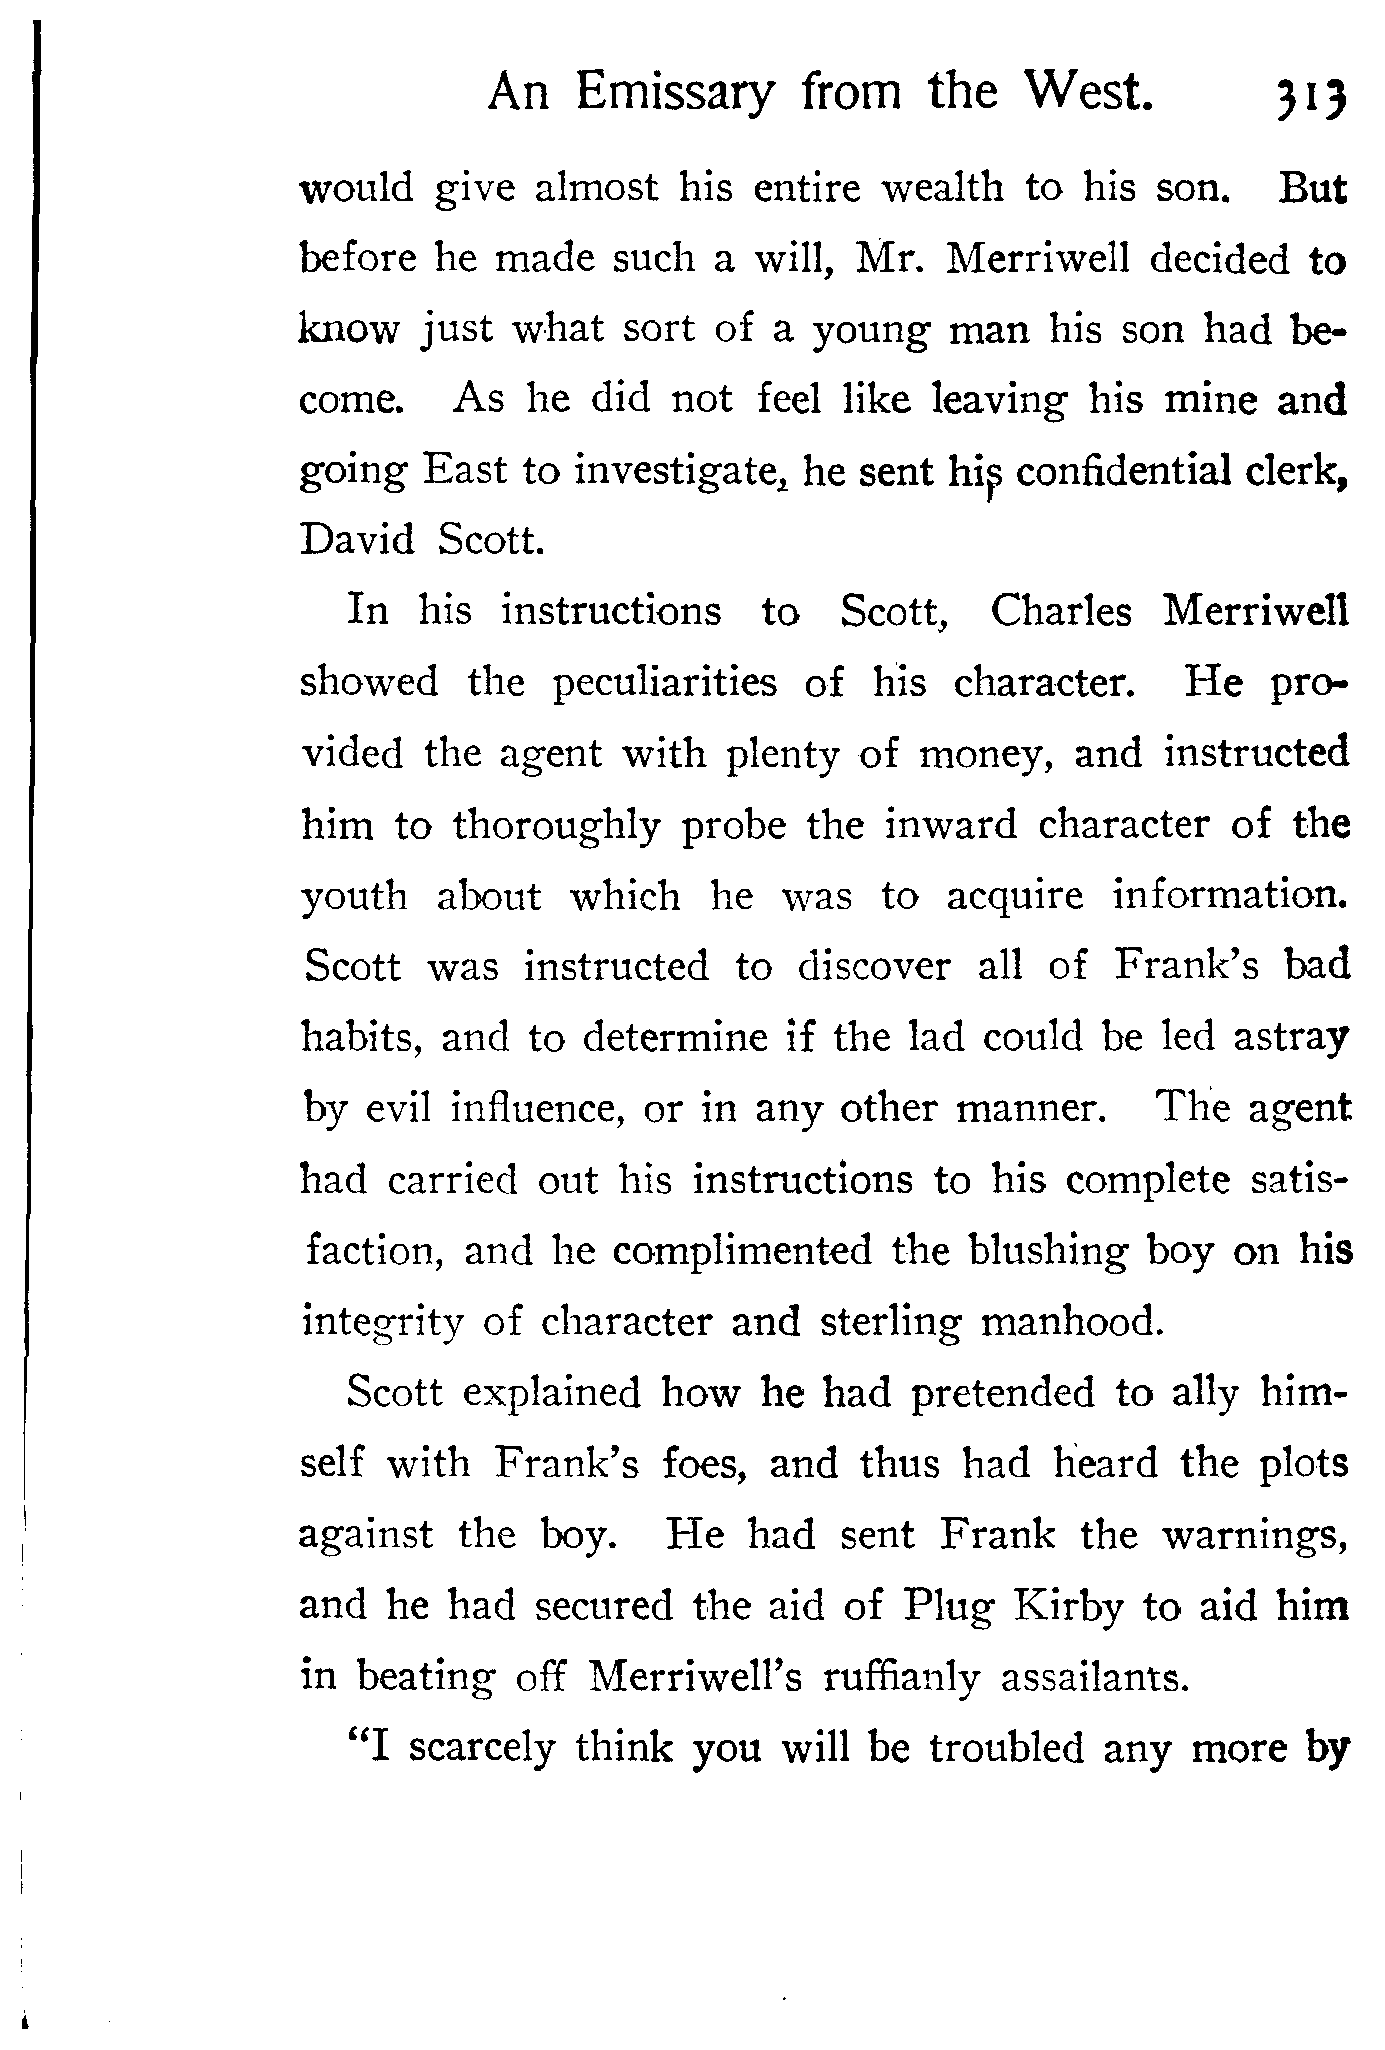 An Emissary from the West. 313
would give almost his entire wealth to his son. But
before he made such a will, Mr. Merriwell decided to
know just what sort of a young man his son had be-
come. As he did not feel like leaving his mine and
going East to investigate, he sent his confidential clerk,
David Scott.
In his instructions to Scott, Charles Merriwell
showed the peculiarities of his character. He pro-
vided the agent with plenty of money, and instructed
him to thoroughly probe the inward character of the
youth about which he was to acquire information.
Scott was instructed to discover all of Frank's bad
habits, and to determine if the lad could be led astray
by evil influence, or in any other manner. The agent
had carried out his instructions to his complete satis-
faction, and he complimented the blushing boy on his
integrity of character and sterling manhood.
Scott explained how he had pretended to ally him-
self with Frank's foes, and thus had heard the plots
against the boy. He had sent Frank the warnings,
and he had secured the aid of Plug Kirby to aid him
in beating off Merriwell's ruffianly assailants.
"I scarcely think you will be troubled any more by